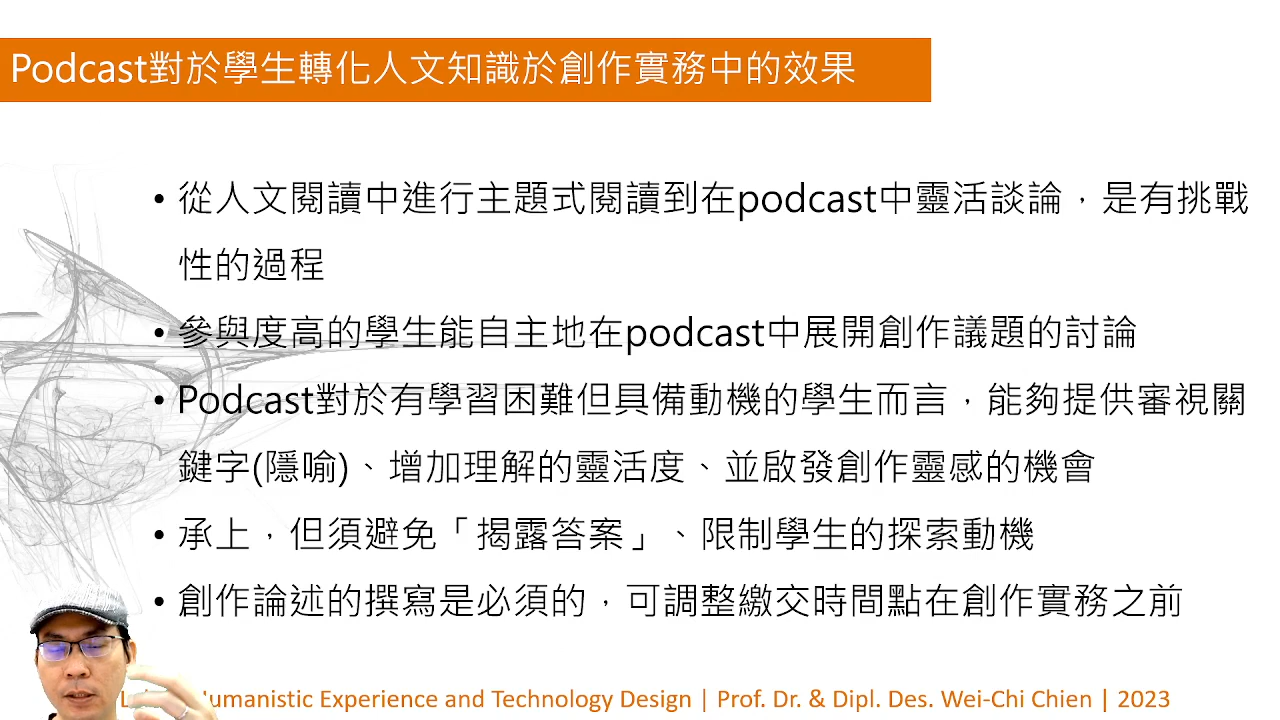 Podcast對於學生轉化人文知識於創作實務中的效果
• 從人文閱讀中進行主題式閱讀到在podcast中靈活談論，是有挑戰
性的過程
• 參與度高的學生能自主地在podcast中展開創作議題的討論
• Podcast對於有學習困難但具備動機的學生而言，能夠提供審視關
鍵字(隱喻)、增加理解的靈活度、並啟發創作靈感的機會
• 承上，但須避免「揭露答案」、限制學生的探索動機
• 創作論述的撰寫是必須的，可調整繳交時間點在創作實務之前
Humanistic Experience and Technology Design | Prof. Dr. & Dipl. Des. Wei-Chi Chien | 2023